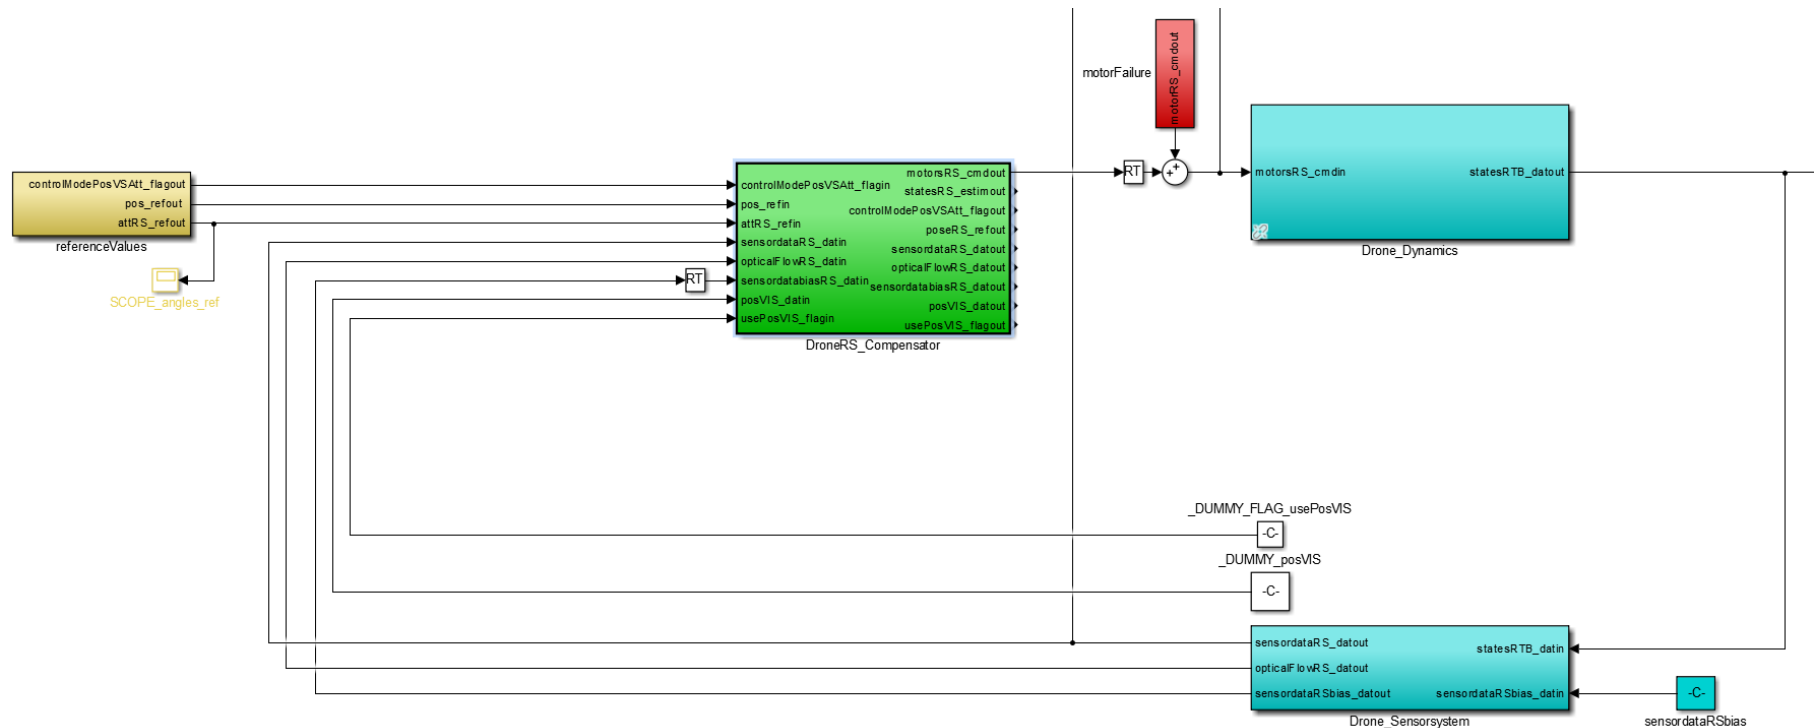 motorFailure
motorRS_cmdout
controlModePosVSAtt_flagout
pos_refout
attRS_refout
referenceValues
SCOPE_angles_ref
controlModePosVSAtt_flagin
pos_refin
attRS_refin
sensordataRS_datin
opticalFlowRS_datin
sensordatabiasRS_datin
posVIS_datin
usePosVIS_flagin
motorsRS_cmdout
statesRS_estimout
controlModePosVSAtt_flagout
poseRS_refout
sensordataRS_datout
opticalFlowRS_datout
sensordatabiasRS_datout
posVIS_datout
usePosVIS_flagout
DroneRS_Compensator
RT
RT
++
motorsRS_cmdin
statesRTB_datout
Drone_Dynamics
_DUMMY_FLAG_usePosVIS
-C-
_DUMMY_posVIS
-C-
sensordataRS_datout
opticalFlowRS_datout
sensordataRSbias_datout
statesRTB_datin
sensordataRSbias_datin
Drone_Sensorsystem
-C-
sensordataRSbias